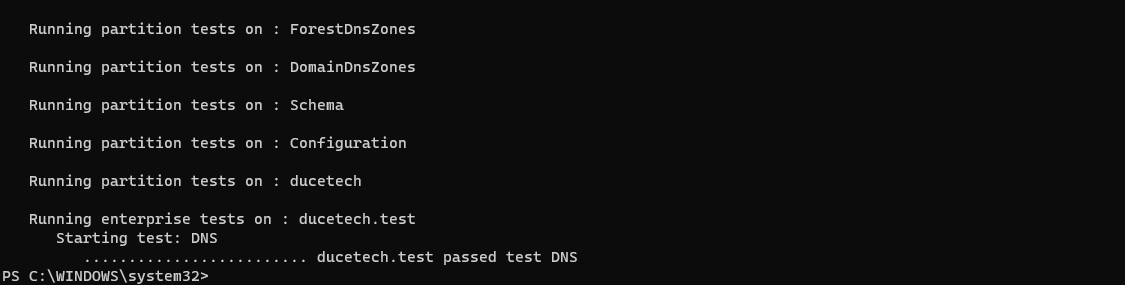 Running partition tests on : ForestDnsZones
Running partition tests on : DomainDnsZones
Running partition tests on : Schema
Running partition tests on : Configuration
Running partition tests on : ducetech
Running enterprise tests on : ducetech.test
Starting test: DNS
......................... ducetech.test passed test DNS
PS C:\WINDOWS\system32>